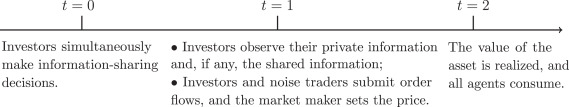 t = 0
t = 1
t = 2
Investors simultaneously
make information-sharing
decisions.
• Investors observe their private information
and, if any, the shared information;
• Investors and noise traders submit order
flows, and the market maker sets the price.
The value of the
asset is realized, and
all agents consume.